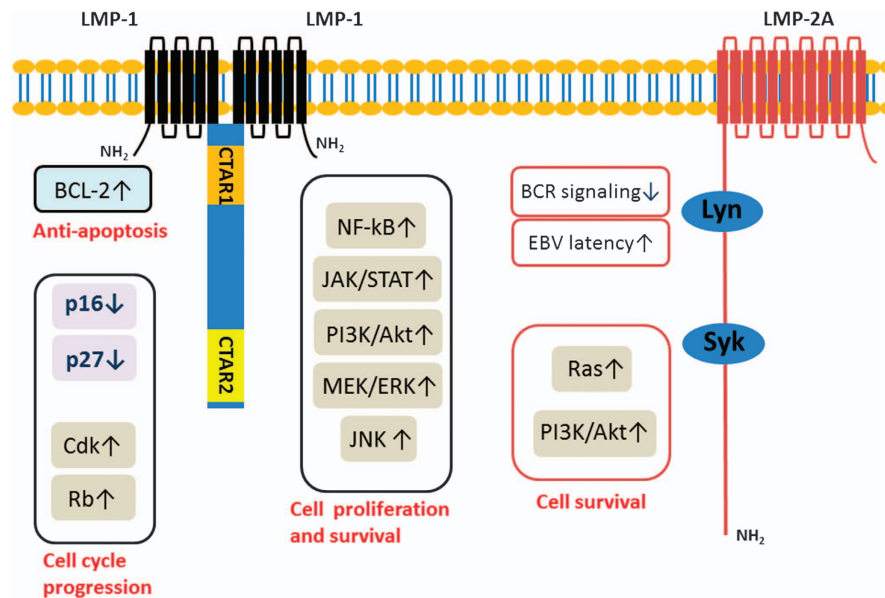 LMP-1
LMP-1
LMP-2A
NH2
NH2
BCL-2↑
Anti-apoptosis
CTAR1
CTAR2
p16↓
p27↓
Cdk↑
Rb↑
Cell cycle
progression
NF-kB↑
JAK/STAT↑
PI3K/Akt↑
MEK/ERK↑
JNK ↑
Cell proliferation
and survival
BCR signaling↓
EBV latency↑
Lyn
Syk
Ras↑
PI3K/Akt↑
Cell survival
NH2